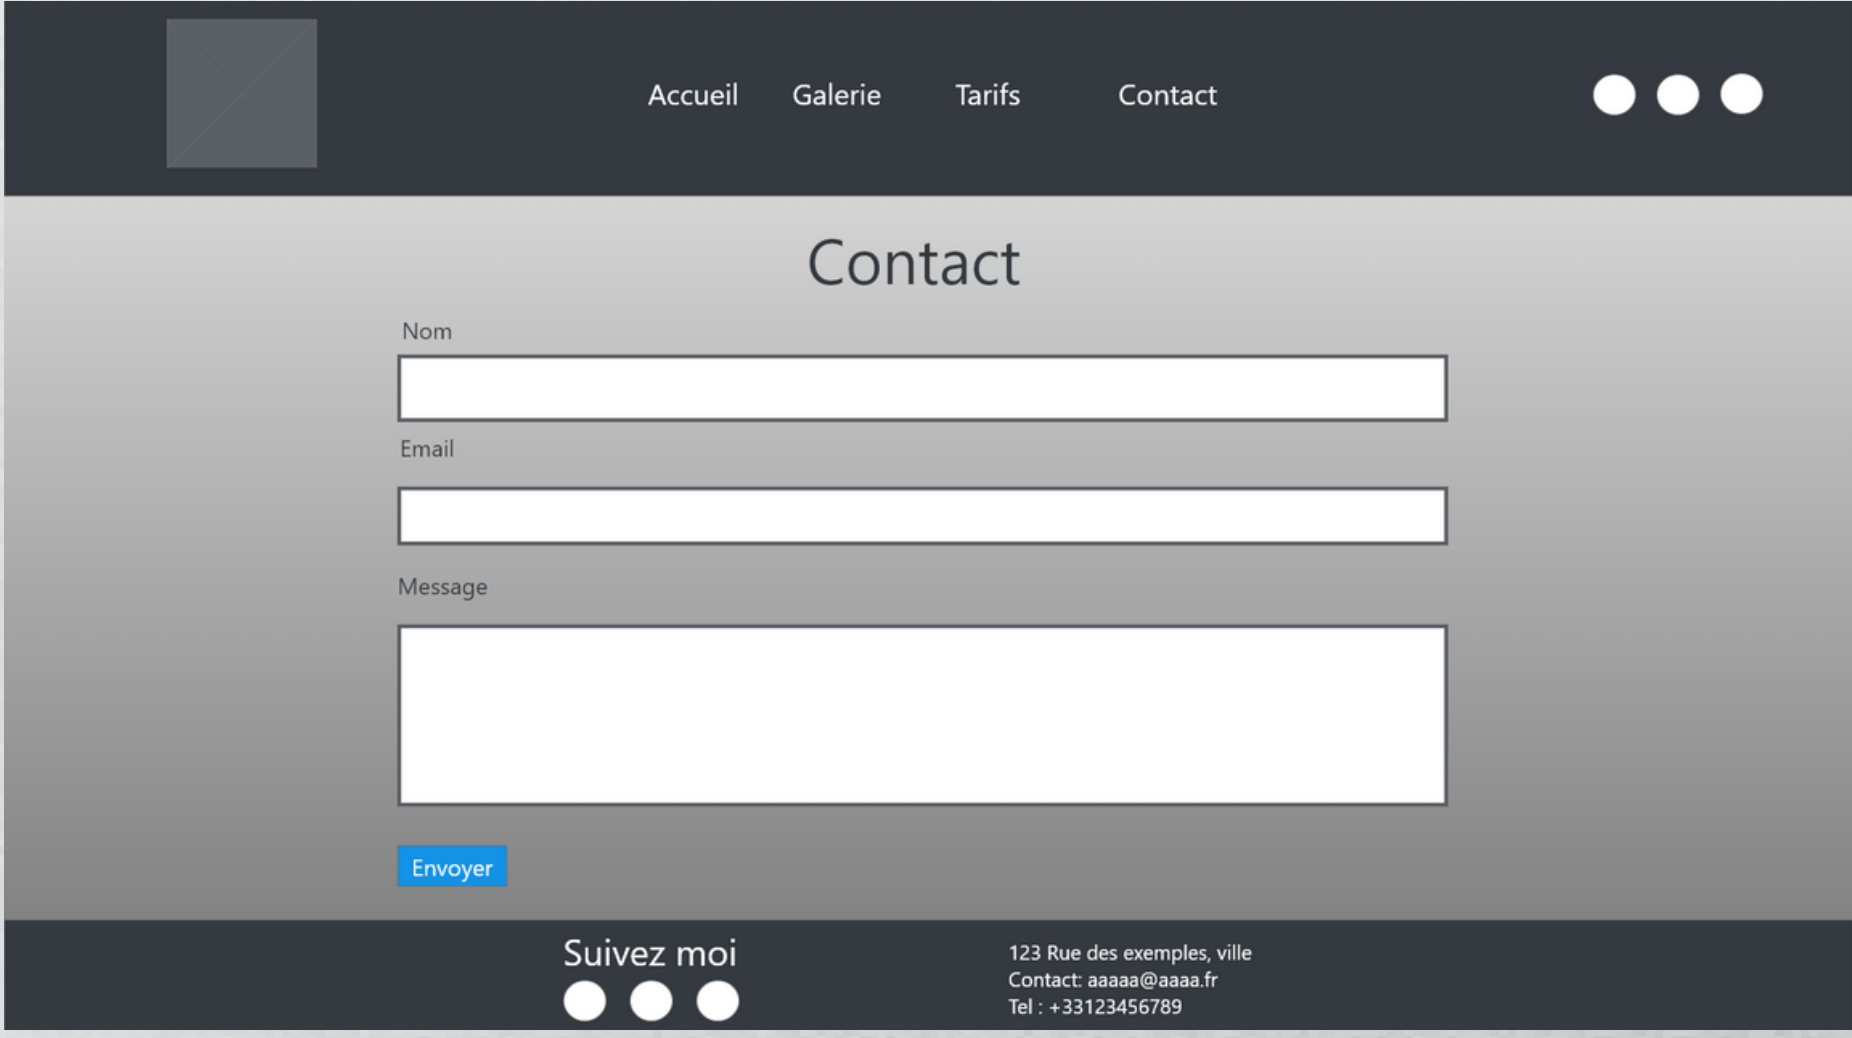 Accueil Galerie Tarifs Contact
Contact
Nom
Email
Message
Envoyer
Suivez moi
123 Rue des exemples, ville
Contact: aaaaa@aaaa.fr
Tel : +33123456789